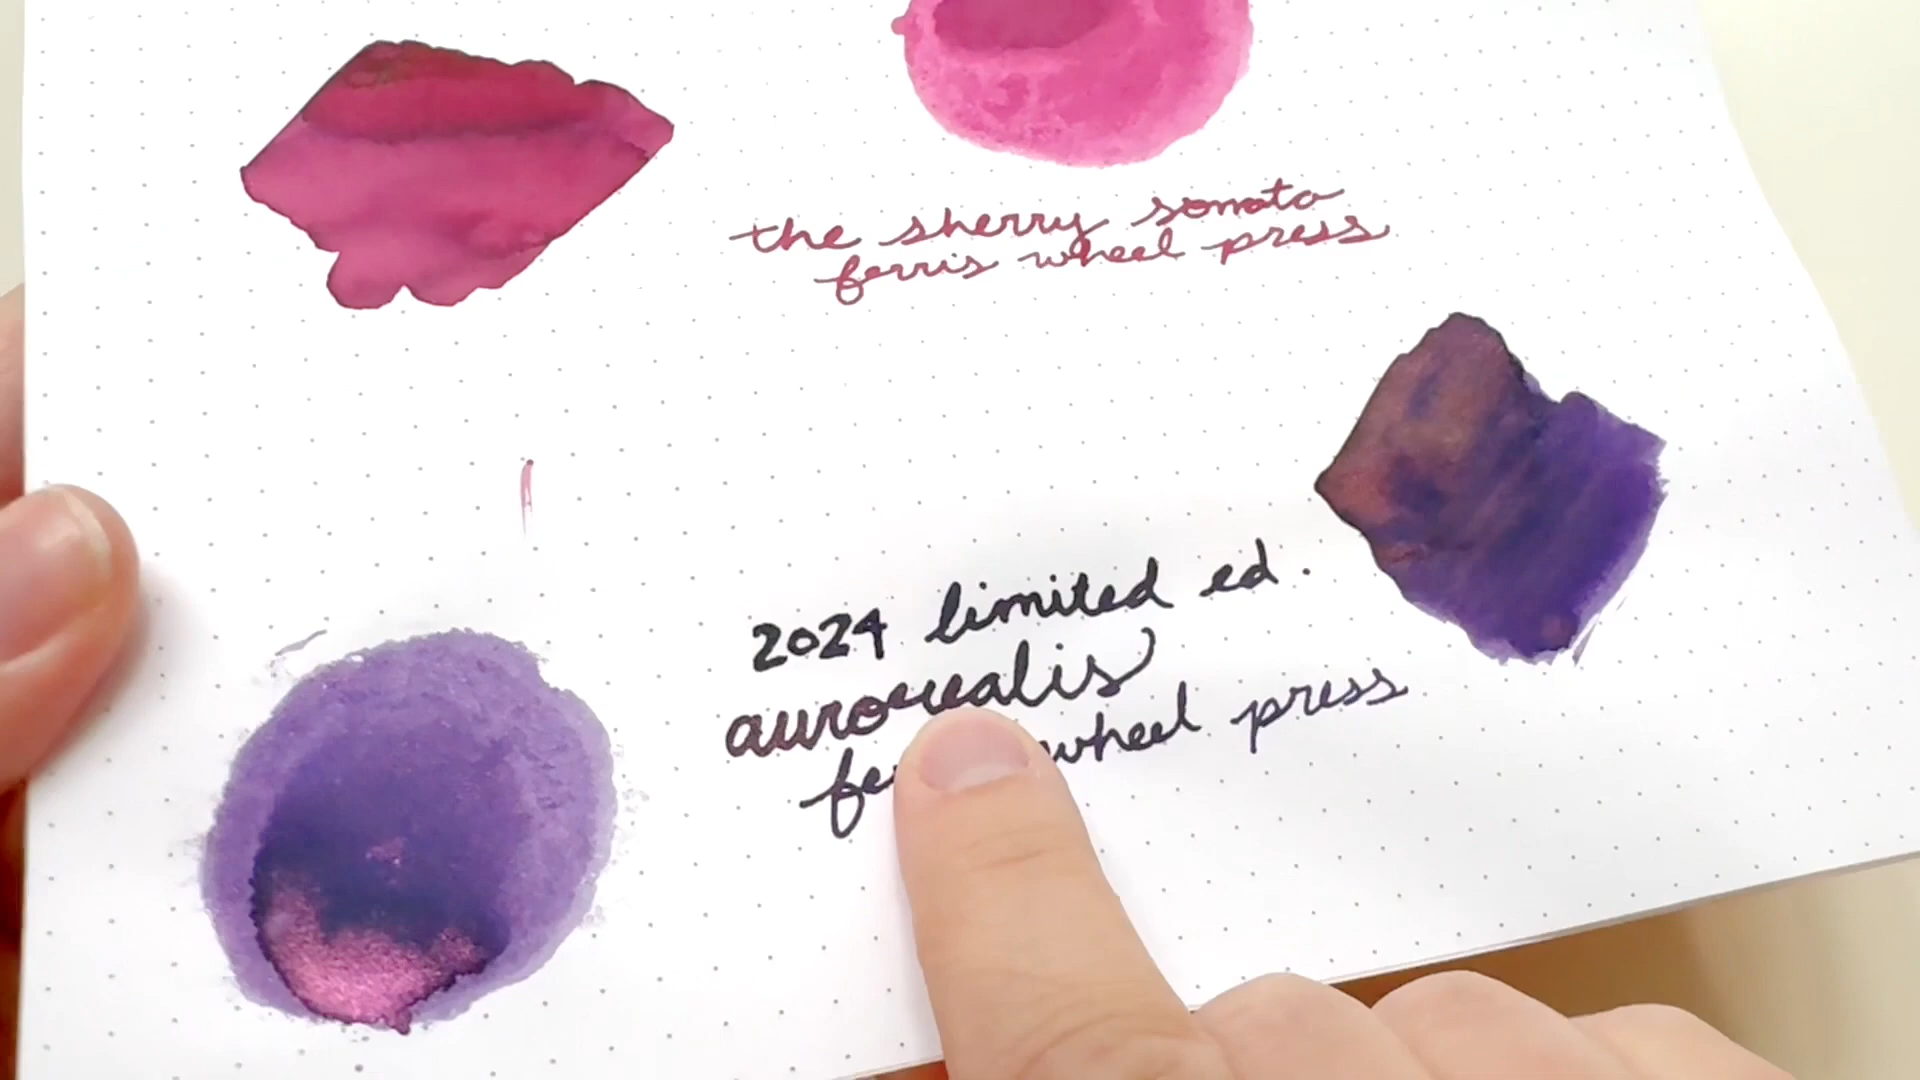 the sherry sonata
ferris wheel press
2024 limited ed.
aurorealis
wheel press